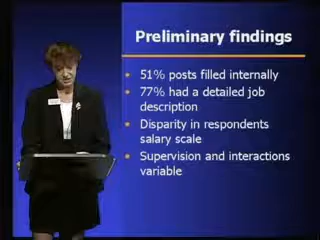 Preliminary findings
51% posts filled internally
77% had a detailed job
description
Disparity in respondents
salary scale
Supervision and interactions
variable